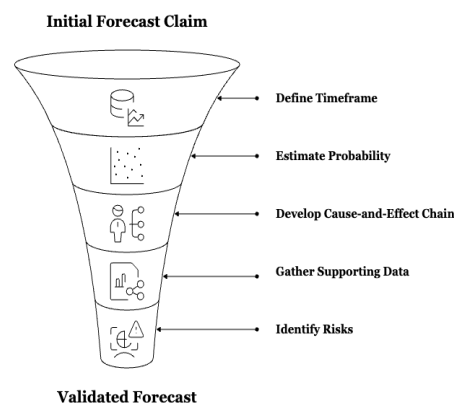 Initial Forecast Claim
Define Timeframe
Estimate Probability
Develop Cause-and-Effect Chain
Gather Supporting Data
Identify Risks
Validated Forecast